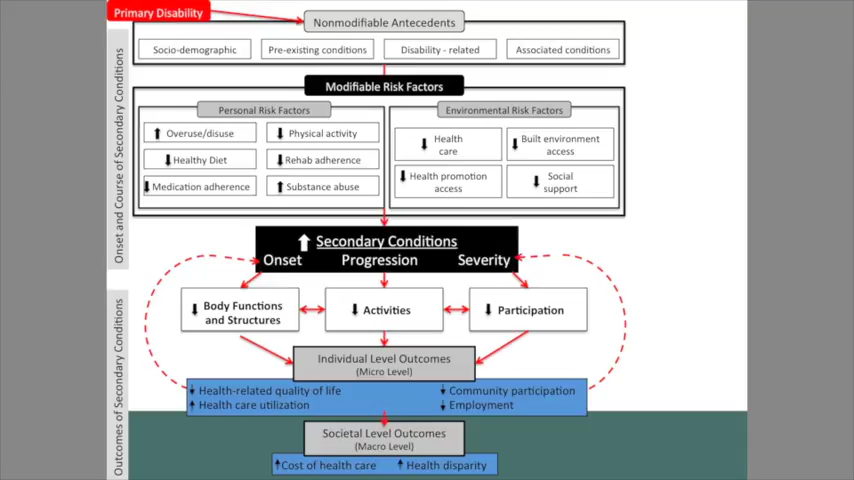 Primary Disability
Nonmodifiable Antecedents
Socio-demographic
Pre-existing conditions
Disability - related
Associated conditions
Modifiable Risk Factors
Personal Risk Factors
Environmental Risk Factors
Overuse/disuse
Physical activity
Healthy Diet
Rehab adherence
Medication adherence
Substance abuse
Health
care
Built environment
access
Health promotion
access
Social
support
Onset and Course of Secondary Conditions
Secondary Conditions
Onset Progression Severity
Body Functions
and Structures
Activities
Participation
Individual Level Outcomes
(Micro Level)
Health-related quality of life
Health care utilization
Community participation
Employment
Societal Level Outcomes
(Macro Level)
Cost of health care
Health disparity
Outcomes of Secondary Conditions